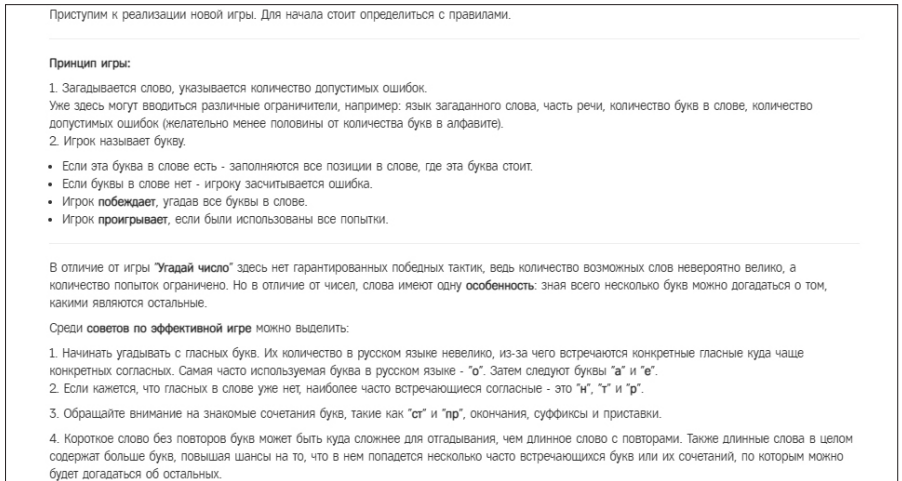 Приступим к реализации новой игры. Для начала стоит определиться с правилами.
Принцип игры:
1. Загадывается слово, указывается количество допустимых ошибок.
Уже здесь могут вводиться различные ограничители, например: язык загаданного слова, часть речи, количество букв в слове, количество
допустимых ошибок (желательно менее половины от количества букв в алфавите).
2. Игрок называет букву.
• Если эта буква в слове есть - заполняются все позиции в слове, где эта буква стоит.
• Если буквы в слове нет - игроку засчитывается ошибка.
• Игрок побеждает, угадав все буквы в слове.
• Игрок проигрывает, если были использованы все попытки.
В отличие от игры "Угадай число" здесь нет гарантированных победных тактик, ведь количество возможных слов невероятно велико, а
количество попыток ограничено. Но в отличие от чисел, слова имеют одну особенность: зная всего несколько букв можно догадаться о том,
какими являются остальные.
Среди советов по эффективной игре можно выделить:
1. Начинать угадывать с гласных букв. Их количество в русском языке невелико, из-за чего встречаются конкретные гласные куда чаще
конкретных согласных. Самая часто используемая буква в русском языке - "о". Затем следуют буквы "а" и "е".
2. Если кажется, что гласных в слове уже нет, наиболее часто встречающиеся согласные - это "н", "т" и "р".
3. Обращайте внимание на знакомые сочетания букв, такие как "ст" и "пр", окончания, суффиксы и приставки.
4. Короткое слово без повторов букв может быть куда сложнее для отгадывания, чем длинное слово с повторами. Также длинные слова в целом
содержат больше букв, повышая шансы на то, что в нем попадется несколько часто встречающихся букв или их сочетаний, по которым можно
будет догадаться об остальных.